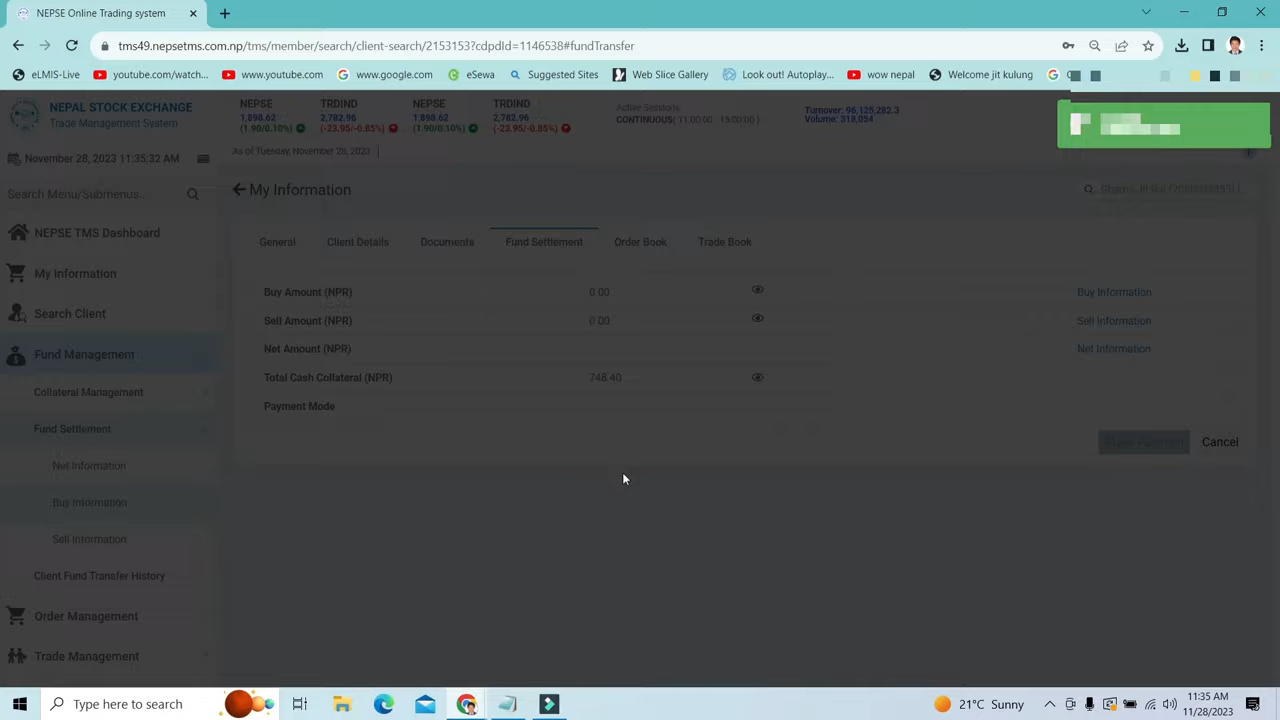 NEPSE Online Trading system
tms49.nepsetms.com.np/tms/member/search/client-search/2153153?cdpdId=1146538#fundTransfer
eLMIS-Live youtube.com/watch... www.youtube.com www.google.com eSewa Suggested Sites Web Slice Gallery Look out! Autoplay... wow nepal Welcome jit kulung
NEPAL STOCK EXCHANGE
Trade Management System
NEPSE TRDIND NEPSE TRDIND
1,898.62 2,782.96 1,898.62 2,782.96
(1.90/0.10%) (-23.95/-0.85%) (1.90/0.10%) (-23.95/-0.85%)
Active Sessions
CONTINUOUS( 11:00:00 - 15:00:00 )
Turnover: 96,125,282.3
Volume: 318,054
As of Tuesday, November 28, 2023
November 28, 2023 11:35:32 AM
Search Menu/Submenus..
NEPSE TMS Dashboard
My Information
Search Client
Fund Management
Collateral Management
Fund Settlement
Net Information
Buy Information
Sell Information
Client Fund Transfer History
Order Management
Trade Management
My Information
General Client Details Documents Fund Settlement Order Book Trade Book
Buy Amount (NPR) 0.00 Buy Information
Sell Amount (NPR) 0.00 Sell Information
Net Amount (NPR) Net Information
Total Cash Collateral (NPR) 748.40
Payment Mode
Cancel
Type here to search
21°C Sunny
11:35 AM
11/28/2023